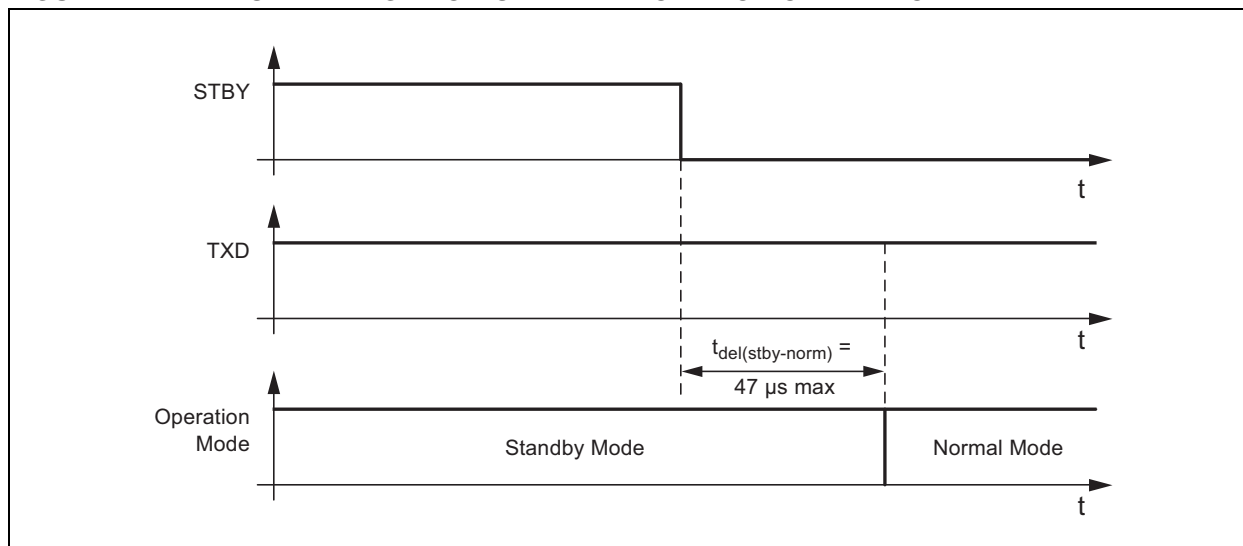 STBY
t
TXD
t
t_del(stby-norm) =
47 µs max
Operation
Mode
Standby Mode
Normal Mode
t